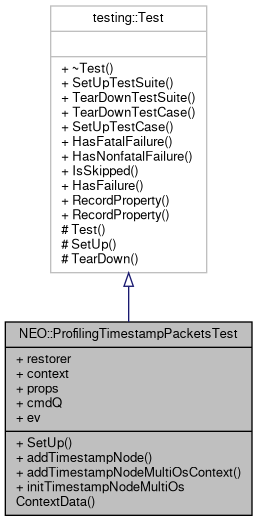 testing::Test
+ ~Test()
+ SetUpTestSuite()
+ TearDownTestSuite()
+ TearDownTestCase()
+ SetUpTestCase()
+ HasFatalFailure()
+ HasNonfatalFailure()
+ IsSkipped()
+ HasFailure()
+ RecordProperty()
+ RecordProperty()
# Test()
# SetUp()
# TearDown()
NEO::ProfilingTimestampPacketsTest
+ restorer
+ context
+ props
+ cmdQ
+ ev
+ SetUp()
+ addTimestampNode()
+ addTimestampNodeMultiOsContext()
+ initTimestampNodeMultiOs
ContextData()